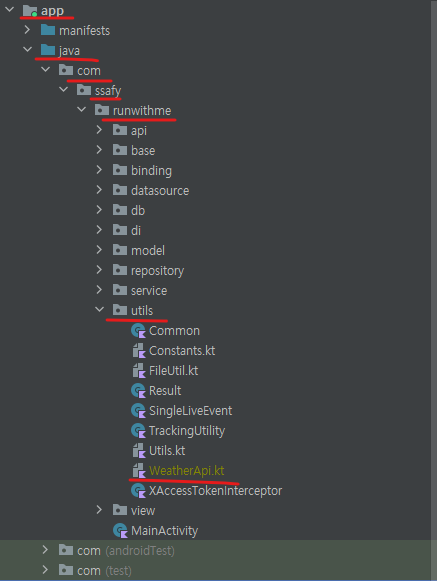 app
manifests
java
com
ssafy
runwithme
api
base
binding
datasource
db
di
model
repository
service
utils
Common
Constants.kt
FileUtil.kt
Result
SingleLiveEvent
TrackingUtility
Utils.kt
WeatherApi.kt
XAccessTokenInterceptor
view
MainActivity
com (androidTest)
com (test)